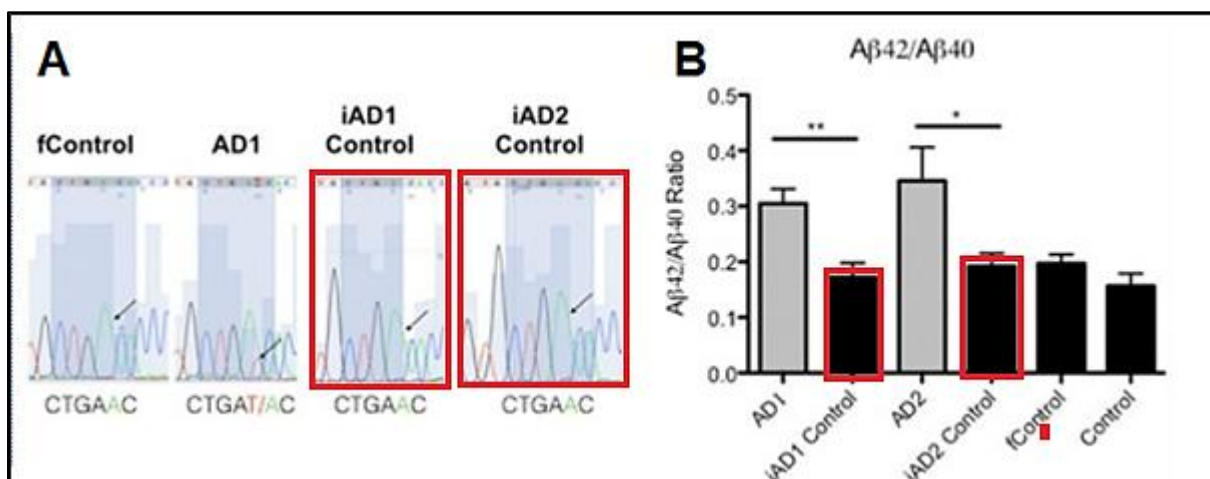 A
fControl
AD1
iAD1
Control
iAD2
Control
CTGAAC
CTGAT/AC
CTGAAC
CTGAAC
B
Aβ42/Aβ40
Aβ42/Aβ40 Ratio
0.5
0.4
0.3
0.2
0.1
0.0
**
*
AD1
iAD1 Control
AD2
iAD2 Control
fControl
Control